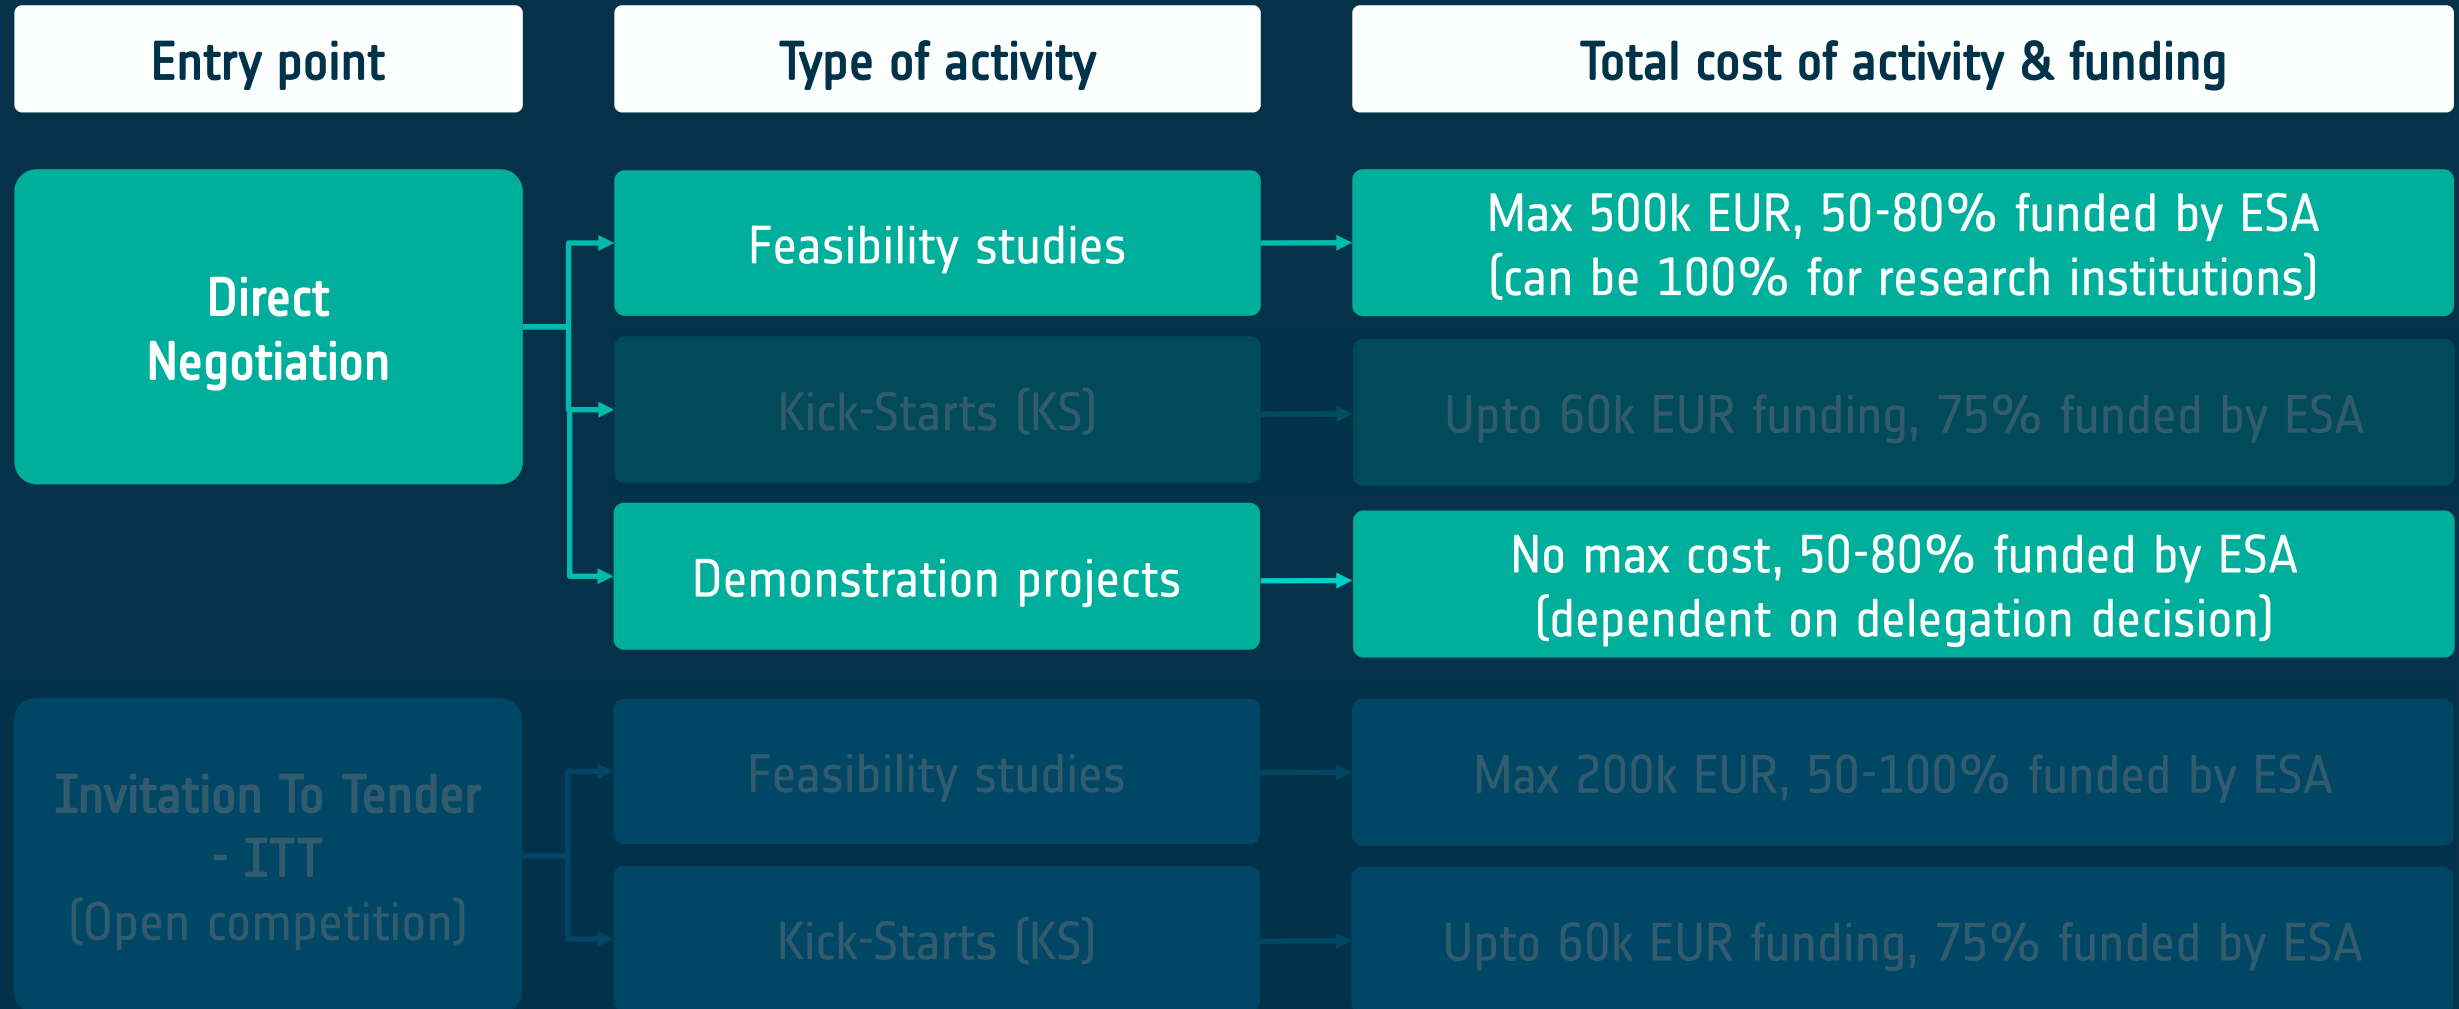 Entry point
Type of activity
Total cost of activity & funding
Direct
Negotiation
Feasibility studies
Max 500k EUR, 50-80% funded by ESA
(can be 100% for research institutions)
Kick-Starts (KS)
Upto 60k EUR funding, 75% funded by ESA
Demonstration projects
No max cost, 50-80% funded by ESA
(dependent on delegation decision)
Invitation To Tender
- ITT
(Open competition)
Feasibility studies
Max 200k EUR, 50-100% funded by ESA
Kick-Starts (KS)
Upto 60k EUR funding, 75% funded by ESA